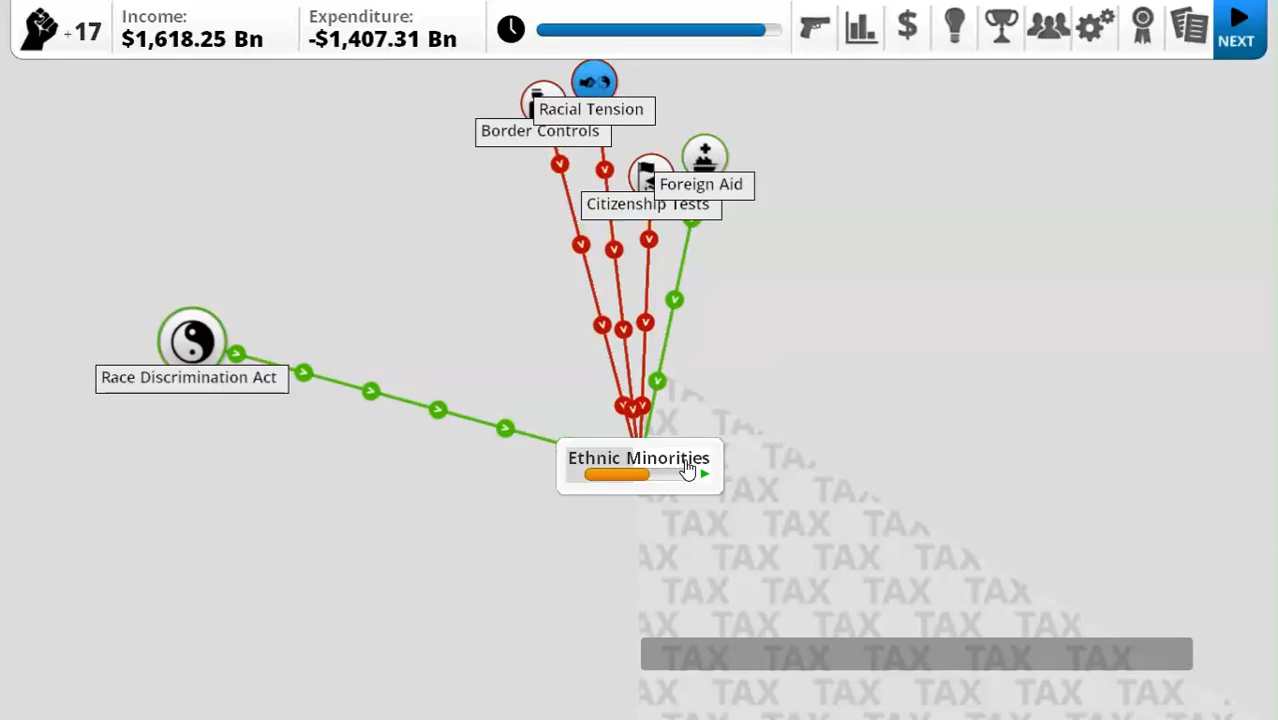 Income:
Expenditure:
+17
$1,618.25 Bn
-$1,407.31 Bn
NEXT
Racial Tension
Border Controls
Foreign Aid
Citizenship Tests
Race Discrimination Act
Ethnic Minorities
TAX
TAX TAX
TAX TAX TAX
TAX TAX TAX
TAX TAX TAX TAX
TAX TAX TAX TAX
TAX TAX TAX TAX TAX
TAX TAX TAX TAX TAX